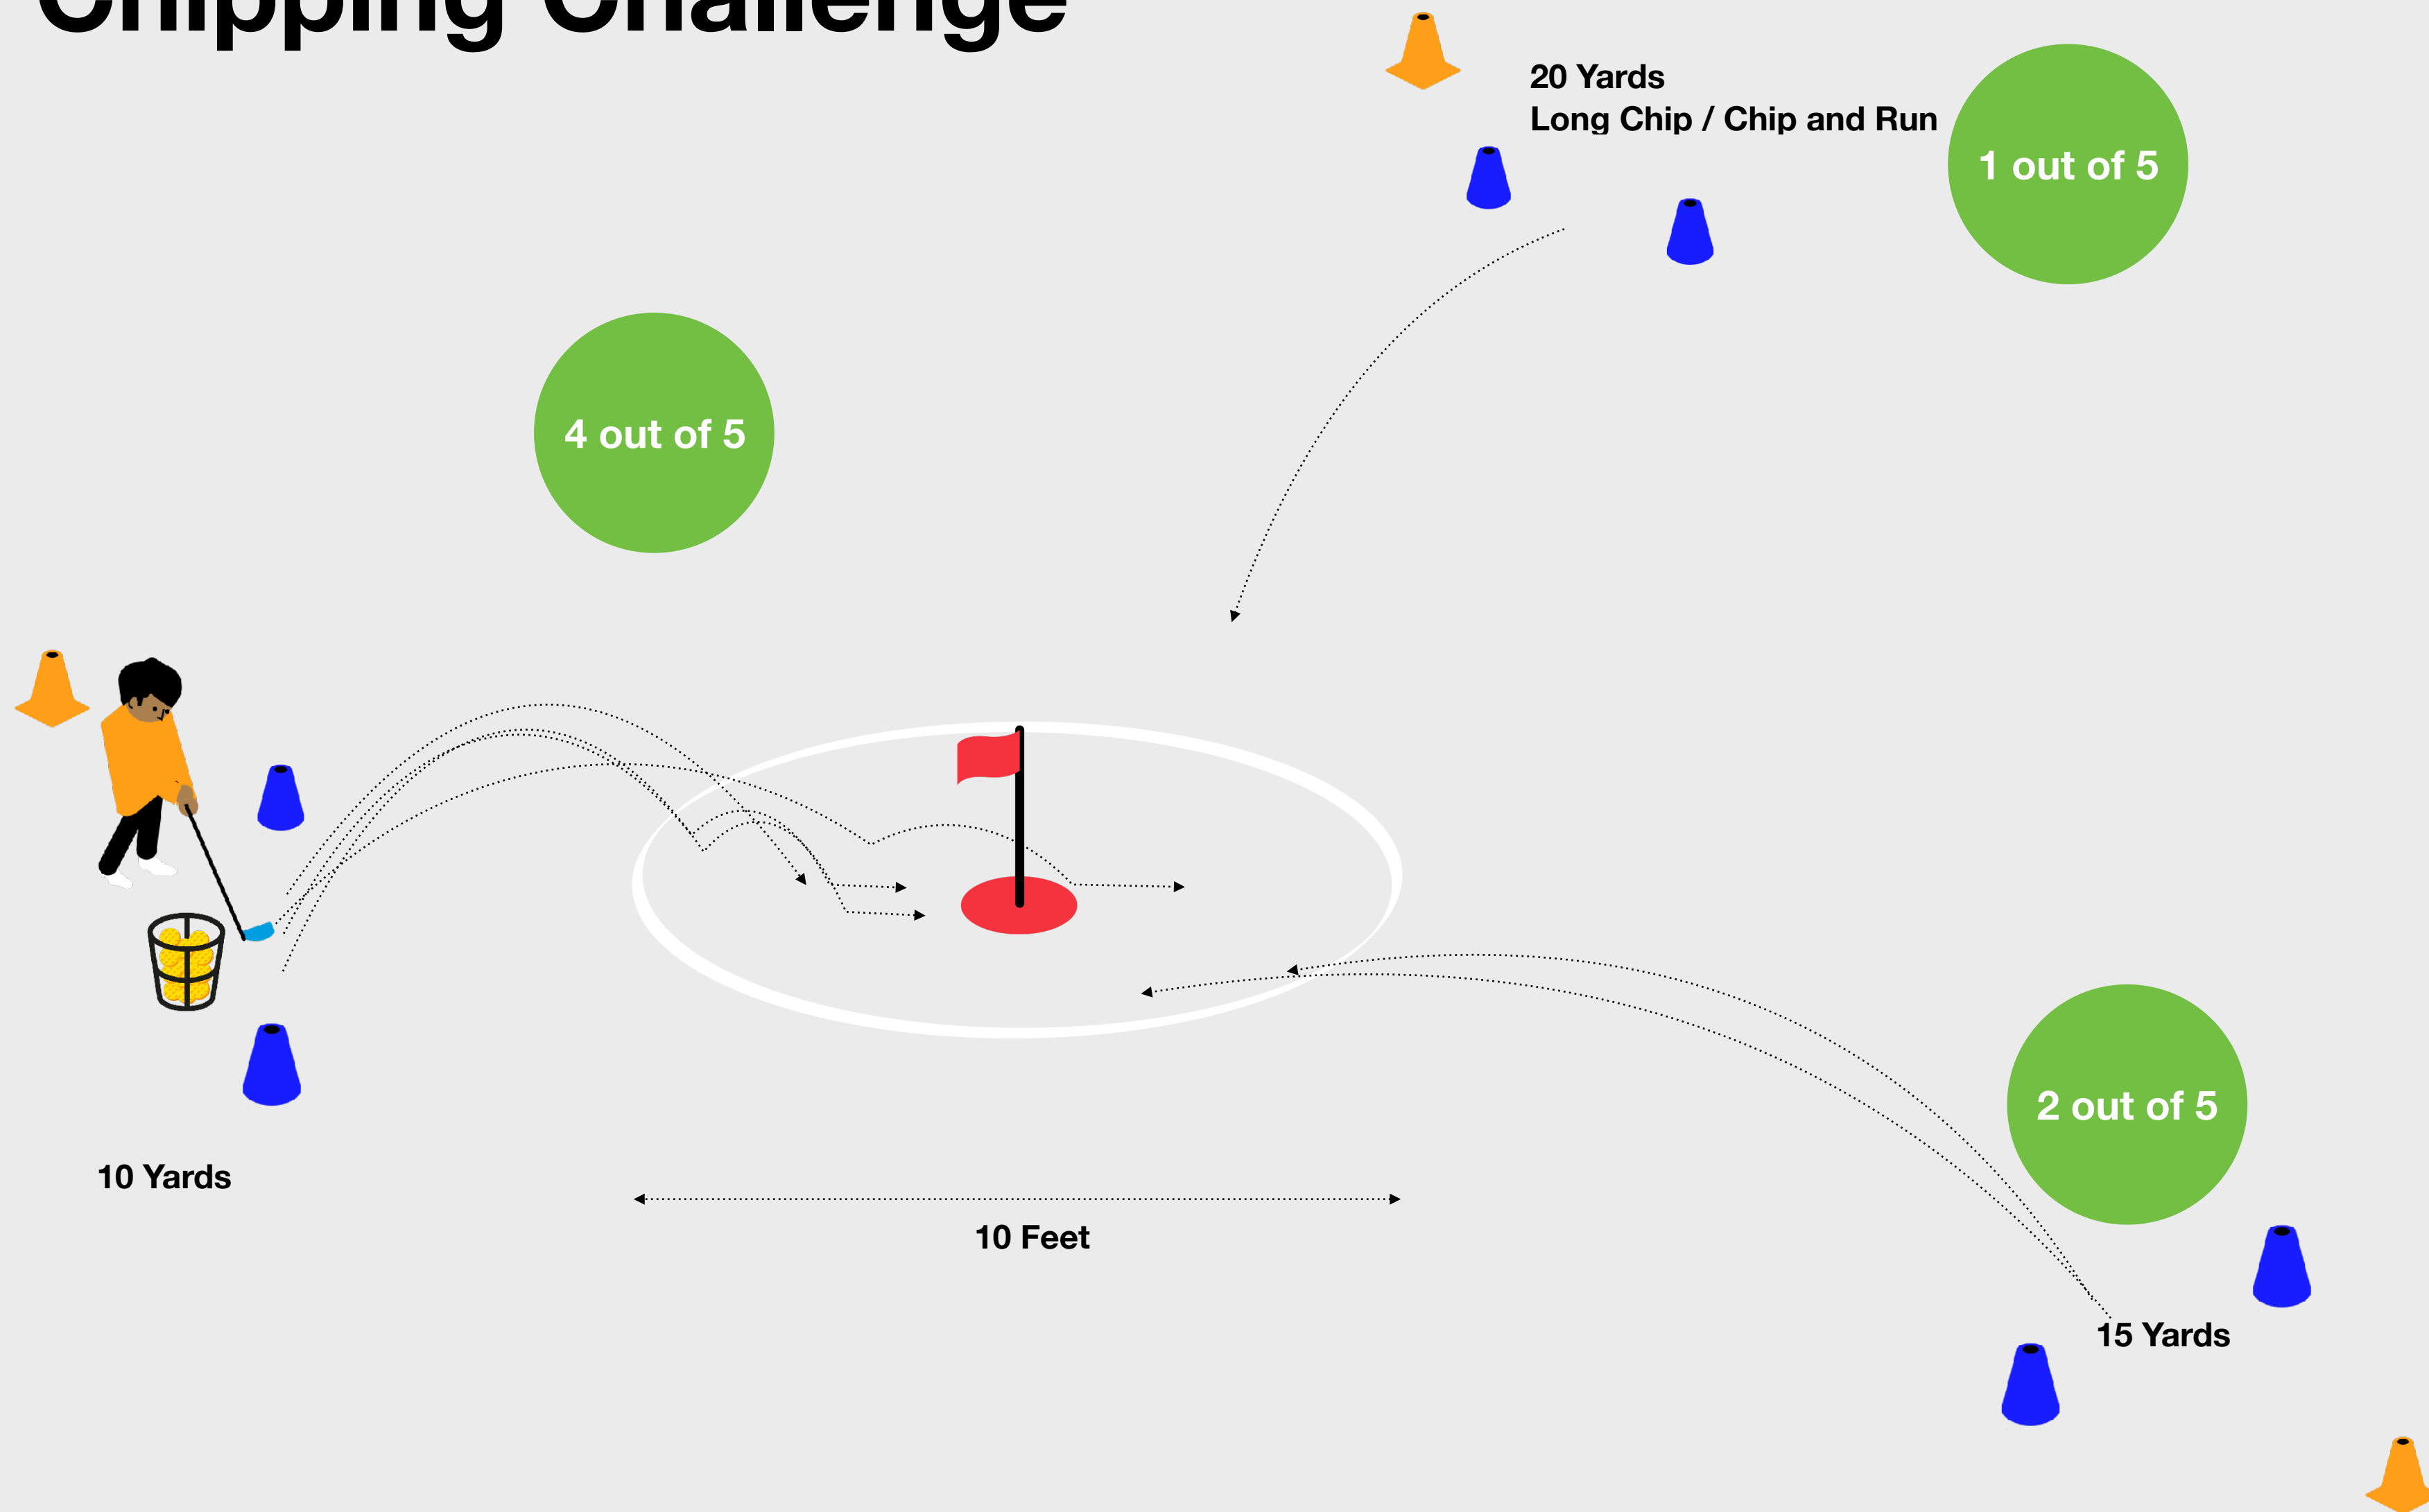 Chipping Challenge
20 Yards
Long Chip / Chip and Run
1 out of 5
4 out of 5
10 Yards
10 Feet
2 out of 5
15 Yards